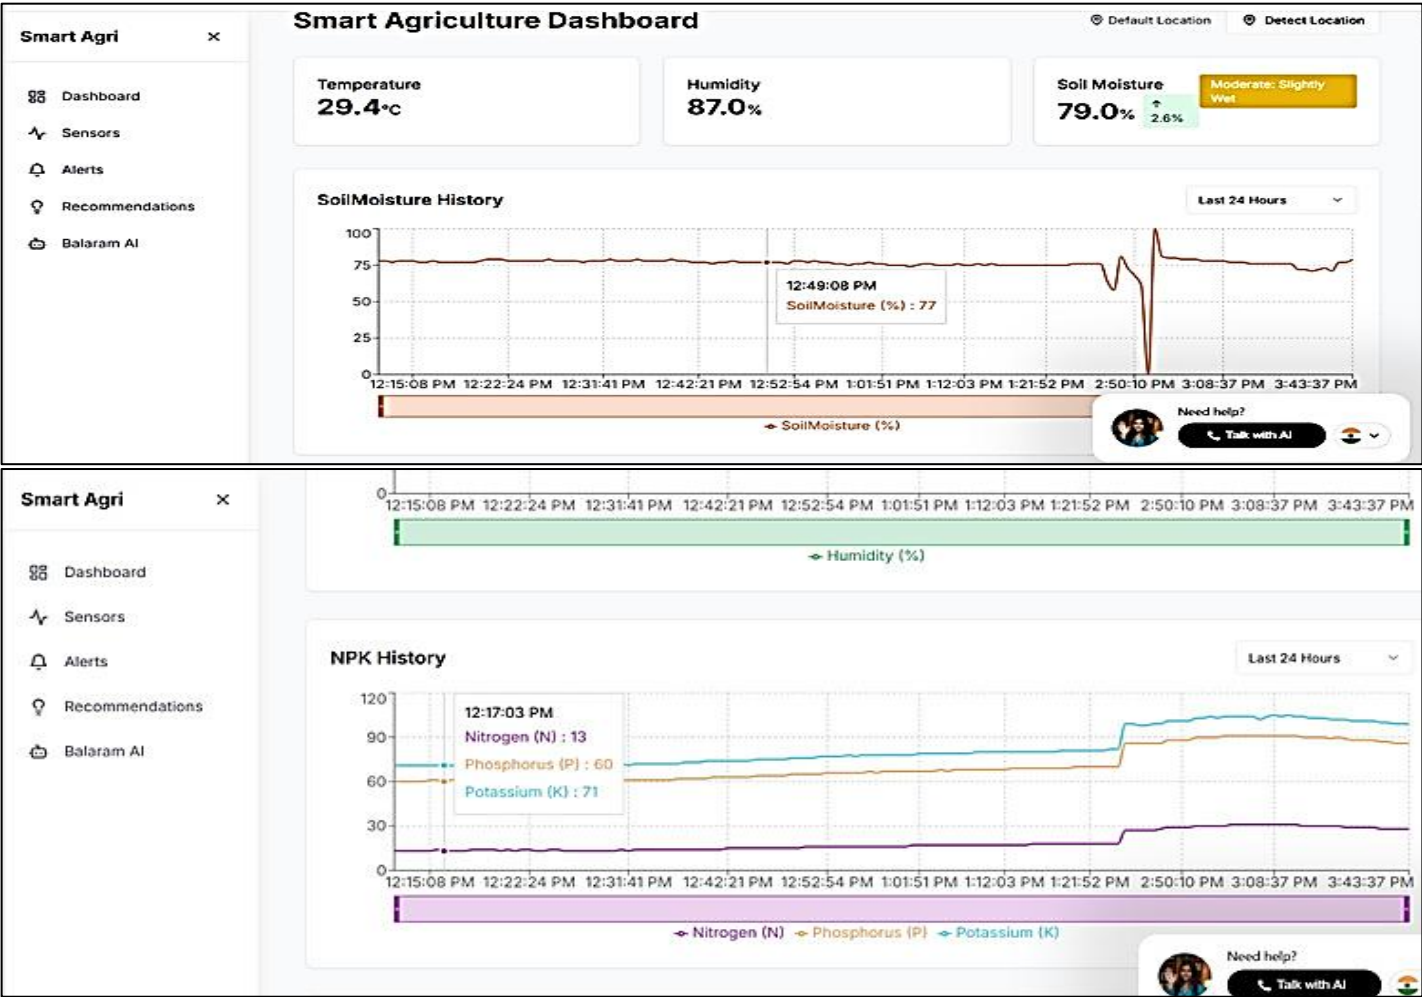 Smart Agri ×
Dashboard
Sensors
Alerts
Recommendations
Balaram AI
Smart Agriculture Dashboard
Default Location
Detect Location
Temperature
29.4°C
Humidity
87.0%
Soil Moisture
79.0%
↑
2.6%
Moderate: Slightly
Wet
SoilMoisture History
Last 24 Hours
100
75
50
25
0
12:49:08 PM
SoilMoisture (%) : 77
12:15:08 PM 12:22:24 PM 12:31:41 PM 12:42:21 PM 12:52:54 PM 1:01:51 PM 1:12:03 PM 1:21:52 PM 2:50:10 PM 3:08:37 PM 3:43:37 PM
SoilMoisture (%)
Need help?
Talk with AI
Smart Agri ×
Dashboard
Sensors
Alerts
Recommendations
Balaram AI
0
12:15:08 PM 12:22:24 PM 12:31:41 PM 12:42:21 PM 12:52:54 PM 1:01:51 PM 1:12:03 PM 1:21:52 PM 2:50:10 PM 3:08:37 PM 3:43:37 PM
Humidity (%)
NPK History
Last 24 Hours
120
90
60
30
0
12:17:03 PM
Nitrogen (N) : 13
Phosphorus (P) : 60
Potassium (K) : 71
12:15:08 PM 12:22:24 PM 12:31:41 PM 12:42:21 PM 12:52:54 PM 1:01:51 PM 1:12:03 PM 1:21:52 PM 2:50:10 PM 3:08:37 PM 3:43:37 PM
Nitrogen (N) Phosphorus (P) Potassium (K)
Need help?
Talk with AI